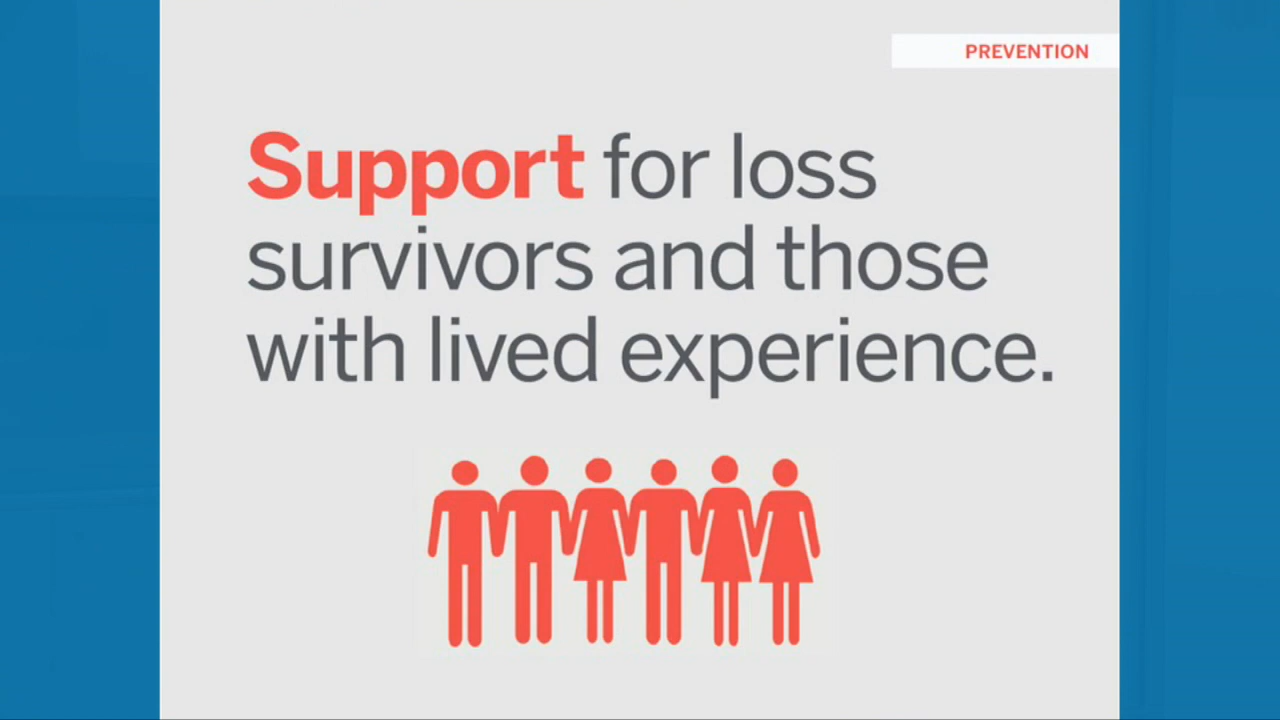 PREVENTION
Support for loss
survivors and those
with lived experience.